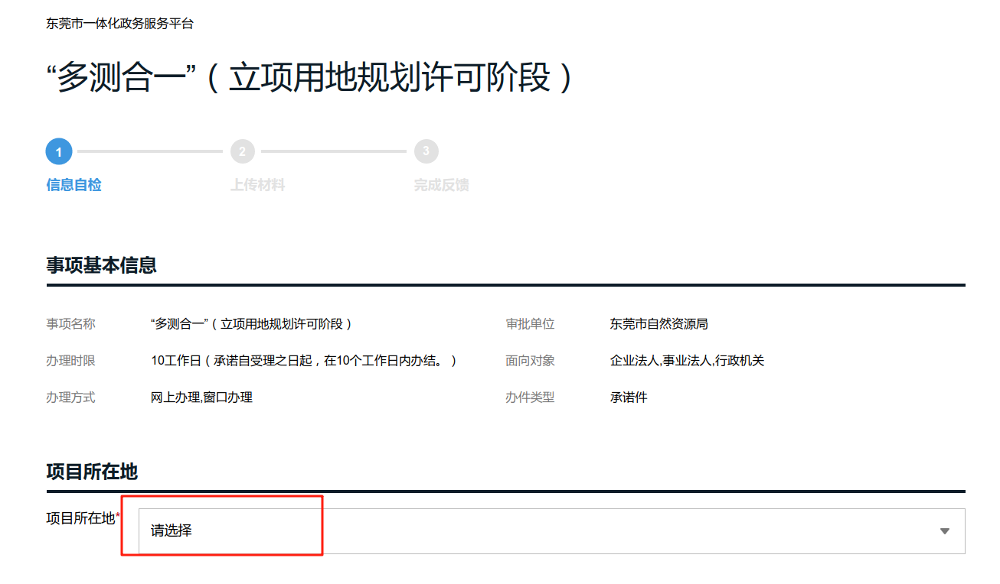 东莞市一体化政务服务平台
“多测合一”（立项用地规划许可阶段）
1 2 3
信息自检 上传材料 完成反馈
事项基本信息
事项名称 “多测合一”（立项用地规划许可阶段） 审批单位 东莞市自然资源局
办理时限 10工作日（承诺自受理之日起，在10个工作日内办结。） 面向对象 企业法人,事业法人,行政机关
办理方式 网上办理,窗口办理 办件类型 承诺件
项目所在地
项目所在地* 请选择